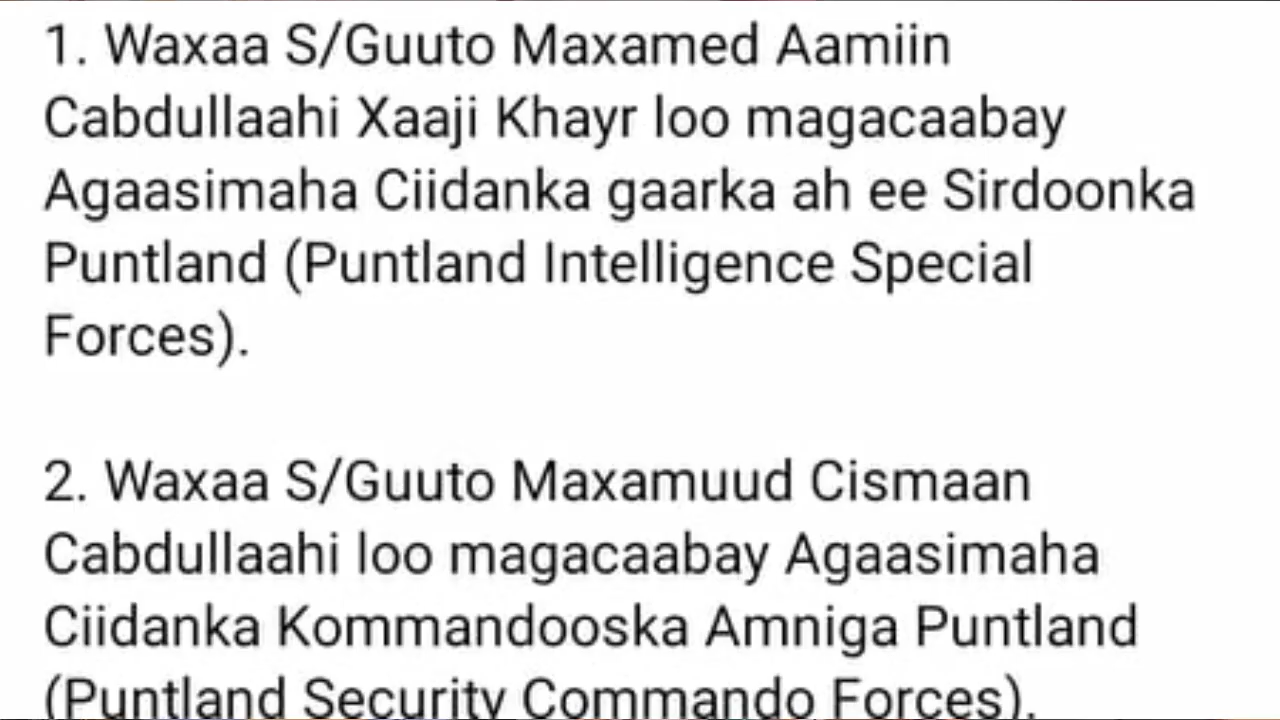 1. Waxaa S/Guuto Maxamed Aamiin
Cabdullaahi Xaaji Khayr loo magacaabay
Agaasimaha Ciidanka gaarka ah ee Sirdoonka
Puntland (Puntland Intelligence Special
Forces).
2. Waxaa S/Guuto Maxamuud Cismaan
Cabdullaahi loo magacaabay Agaasimaha
Ciidanka Kommandooska Amniga Puntland
(Puntland Security Commando Forces).